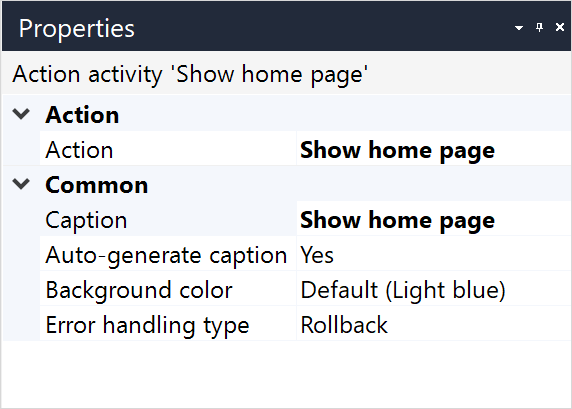 Properties
Action activity 'Show home page'
Action
Action Show home page
Common
Caption Show home page
Auto-generate caption Yes
Background color Default (Light blue)
Error handling type Rollback